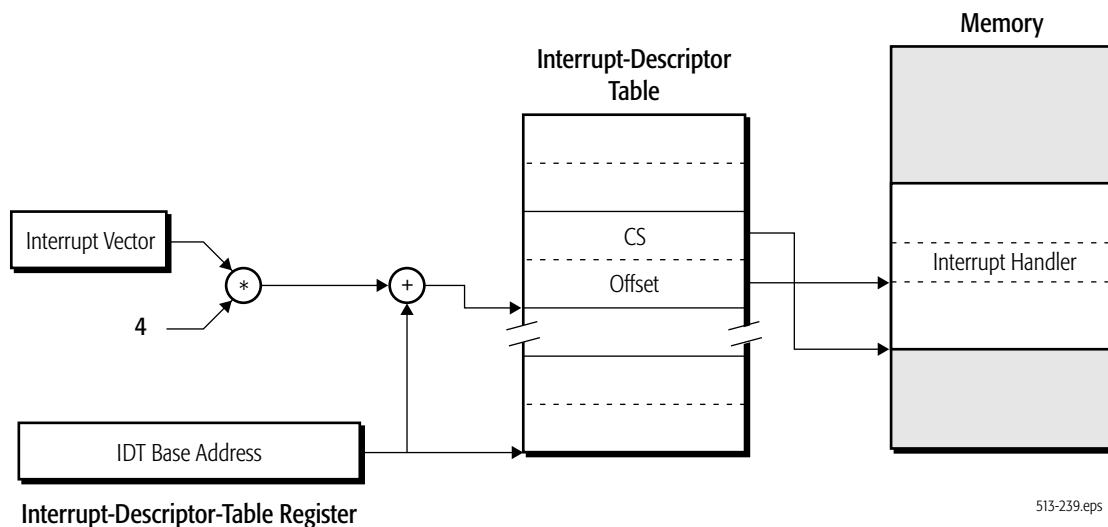 Memory
Interrupt-Descriptor
Table
Interrupt Vector
*
4
+
CS
Offset
Interrupt Handler
IDT Base Address
Interrupt-Descriptor-Table Register
513-239.eps